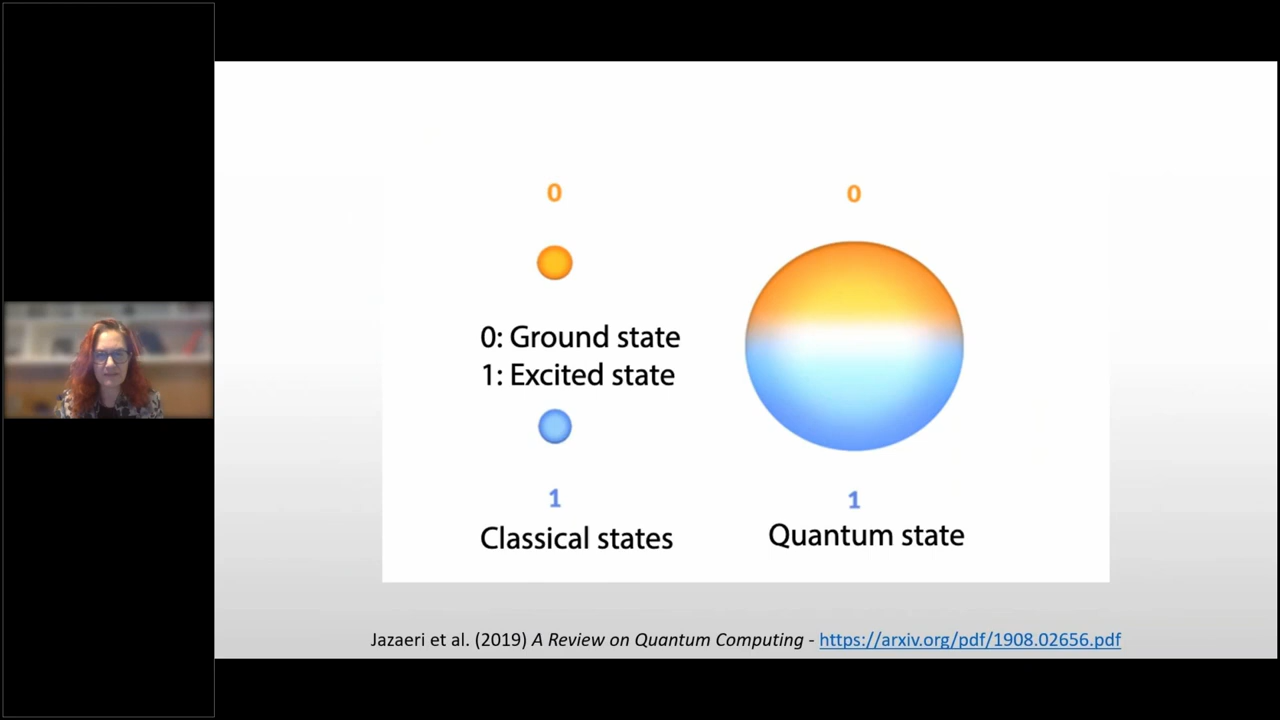 0
0
0: Ground state
1: Excited state
1
1
Classical states
Quantum state
Jazaeri et al. (2019) A Review on Quantum Computing - https://arxiv.org/pdf/1908.02656.pdf